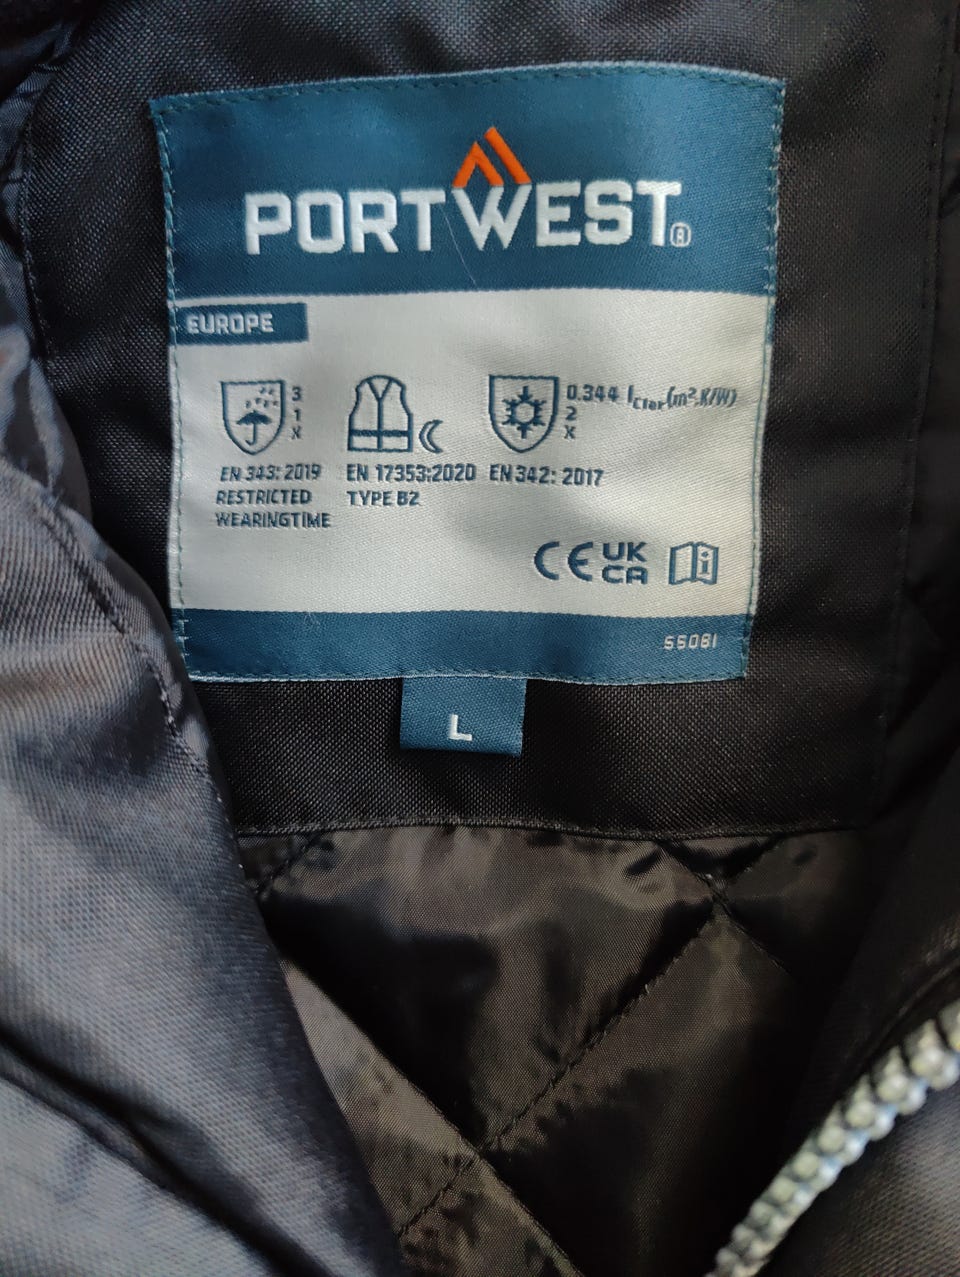 PORTWEST®
EUROPE
3
1
X
EN 343: 2019
RESTRICTED
WEARINGTIME
EN 17353:2020
TYPE B2
0.344 Icler(m².K/W)
2
X
EN 342: 2017
CE UK
CA
i
S5081
L